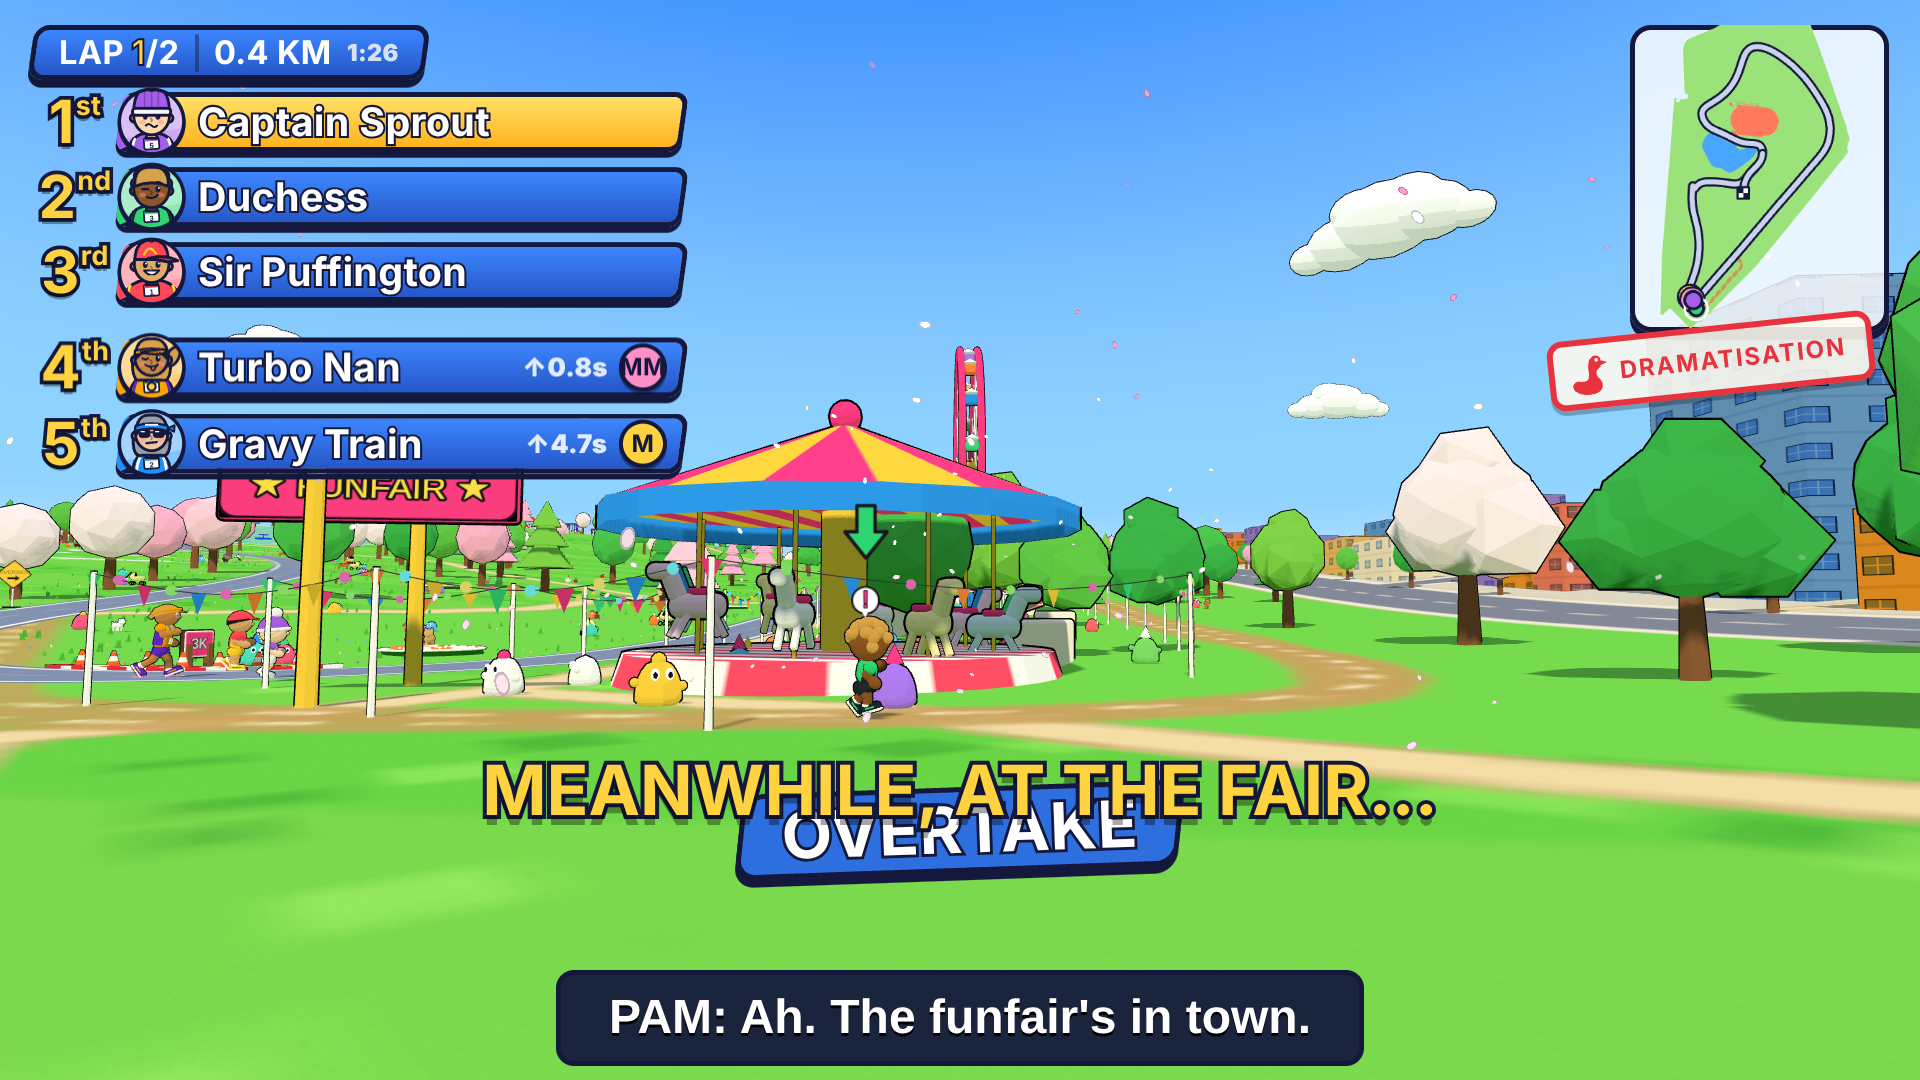 LAP 1/2 0.4 KM 1:26
1st Captain Sprout
2nd Duchess
3rd Sir Puffington
4th Turbo Nan ↑0.8s MM
5th Gravy Train ↑4.7s M
DRAMATISATION
★ FUNFAIR ★
3K
MEANWHILE, AT THE FAIR...
OVERTAKE
PAM: Ah. The funfair's in town.